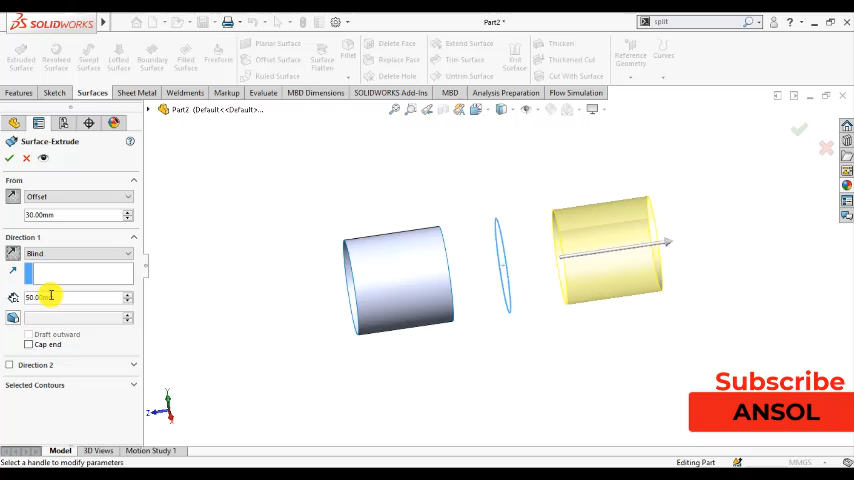 SOLIDWORKS
Part2 *
split
Extruded Surface
Revolved Surface
Swept Surface
Lofted Surface
Boundary Surface
Filled Surface
Freeform
Planar Surface
Offset Surface
Ruled Surface
Surface Flatten
Fillet
Delete Face
Replace Face
Delete Hole
Extend Surface
Trim Surface
Untrim Surface
Knit Surface
Thicken
Thickened Cut
Cut With Surface
Reference Geometry
Curves
Features Sketch Surfaces Sheet Metal Weldments Markup Evaluate MBD Dimensions SOLIDWORKS Add-Ins MBD Analysis Preparation Flow Simulation
Part2 (Default<<Default>...
Surface-Extrude
From
Offset
30.00mm
Direction 1
Blind
50.00mm
Draft outward
Cap end
Direction 2
Selected Contours
Y
Z
X
Subscribe
ANSOL
Model 3D Views Motion Study 1
Select a handle to modify parameters
Editing Part
MMGS